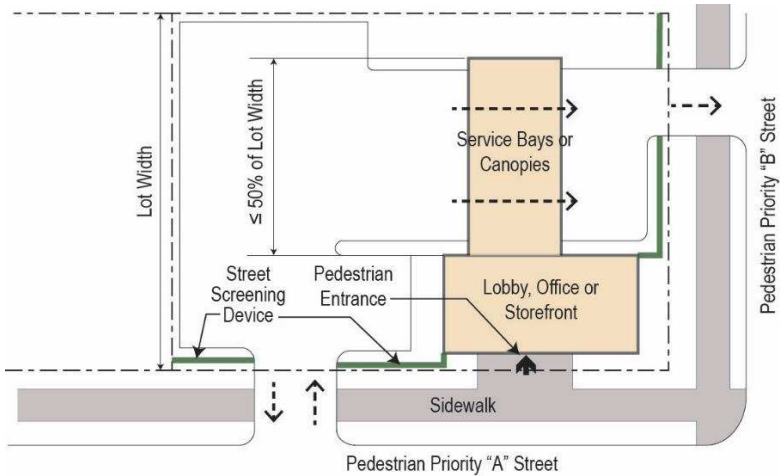 Lot Width
≤ 50% of Lot Width
Service Bays or
Canopies
Pedestrian Priority “B” Street
Street
Screening
Device
Pedestrian
Entrance
Lobby, Office or
Storefront
Sidewalk
Pedestrian Priority “A” Street